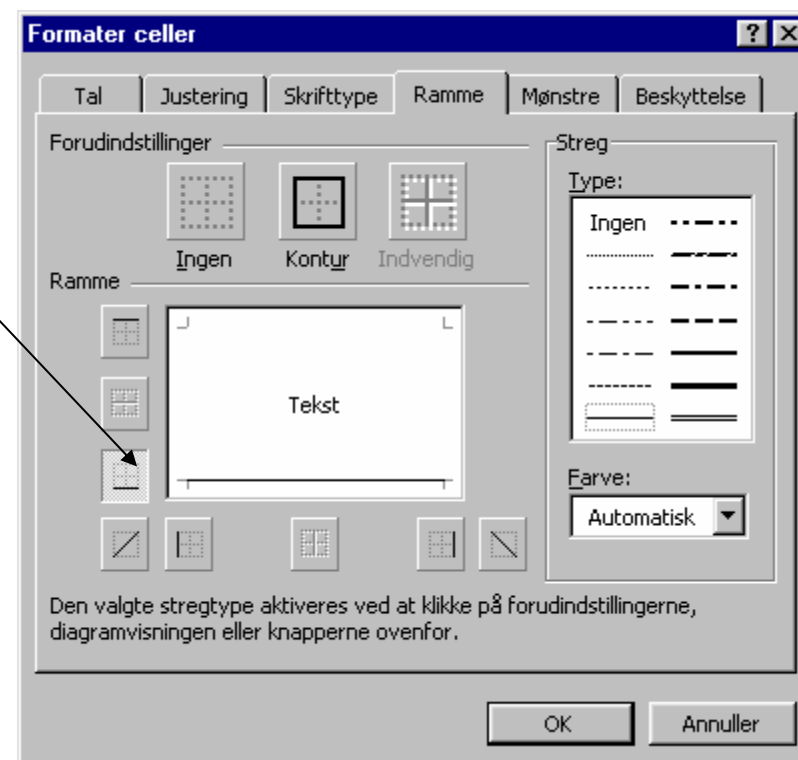 Formater celler
Tal Justering Skrifttype Ramme Mønstre Beskyttelse
Forudindstillinger
Ingen Kontur Indvendig
Ramme
Tekst
Streg
Type:
Ingen
Farve:
Automatisk
Den valgte stregtype aktiveres ved at klikke på forudindstillingerne,
diagramvisningen eller knapperne ovenfor.
OK Annuller